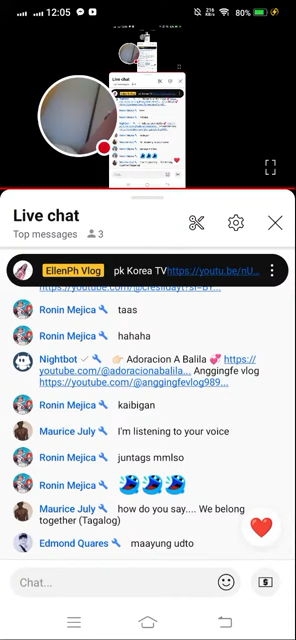 12:05
216 KB/s
80%
Live chat
Top messages 3
EllenPh Vlog pk Korea TVhttps://youtu.be/nU...
Ronin Mejica taas
Ronin Mejica hahaha
Nightbot 👉🏻 Adoracion A Balila 💞 https://
youtube.com/@adoracionabalila... Anggingfe vlog
https://youtube.com/@anggingfevlog989...
Ronin Mejica kaibigan
Maurice July I'm listening to your voice
Ronin Mejica juntags mmlso
Ronin Mejica
Maurice July how do you say.... We belong
together (Tagalog)
Edmond Quares maayung udto
Chat...